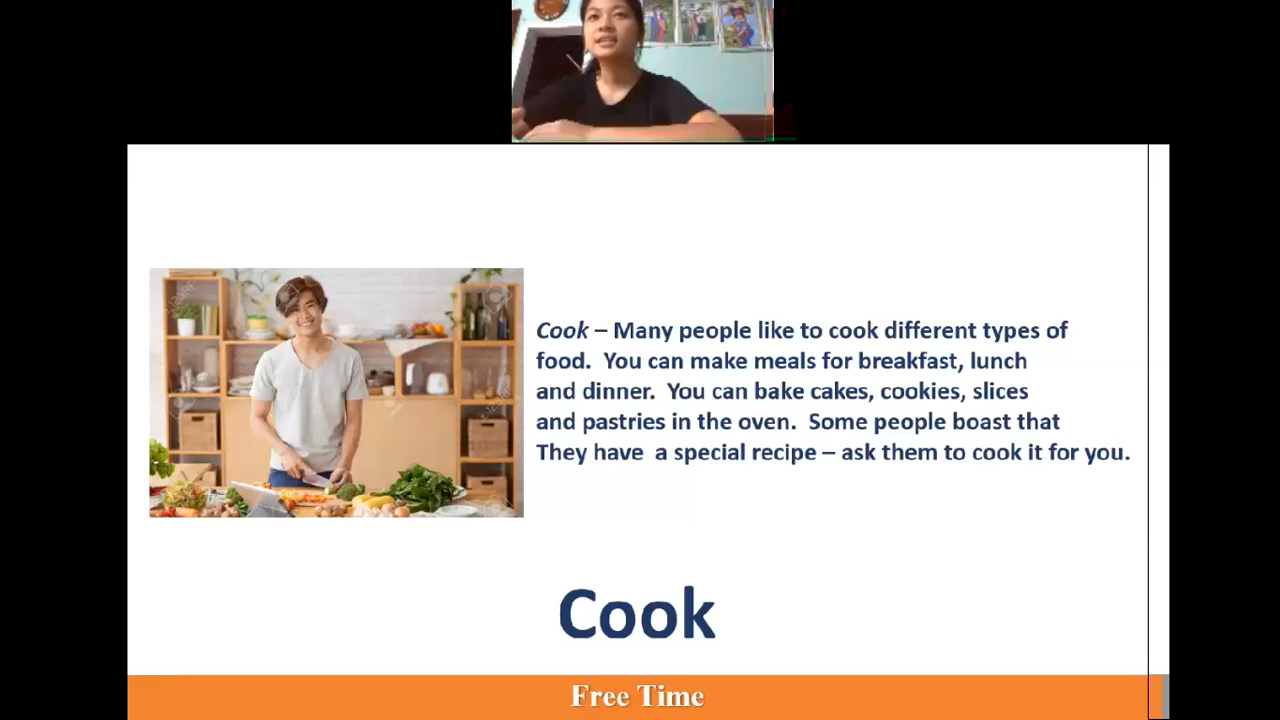 Cook – Many people like to cook different types of
food. You can make meals for breakfast, lunch
and dinner. You can bake cakes, cookies, slices
and pastries in the oven. Some people boast that
They have a special recipe – ask them to cook it for you.
Cook
Free Time